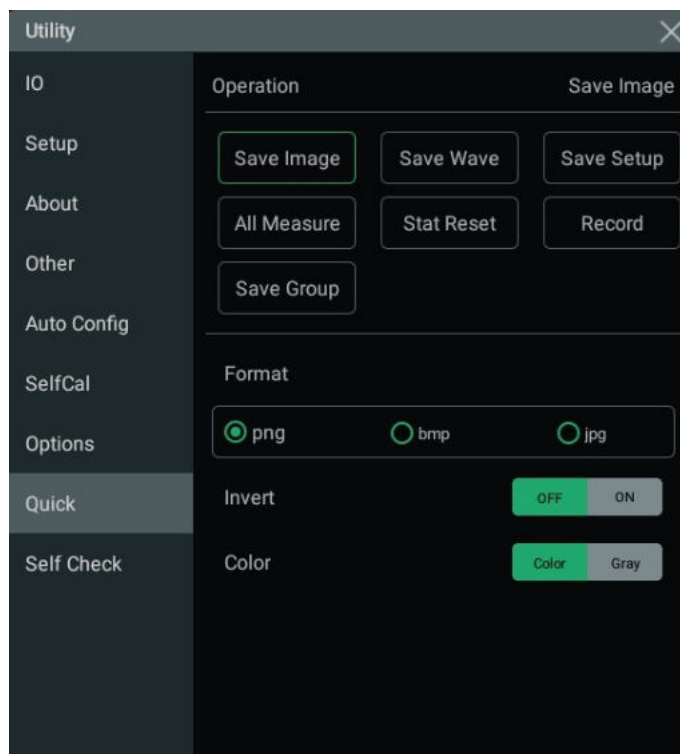 Utility
IO
Setup
About
Other
Auto Config
SelfCal
Options
Quick
Self Check
Operation Save Image
Save Image Save Wave Save Setup
All Measure Stat Reset Record
Save Group
Format
png bmp jpg
Invert OFF ON
Color Color Gray